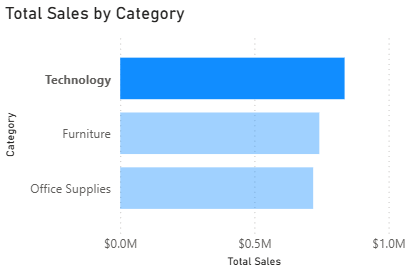 Total Sales by Category
Category
Technology
Furniture
Office Supplies
$0.0M $0.5M $1.0M
Total Sales